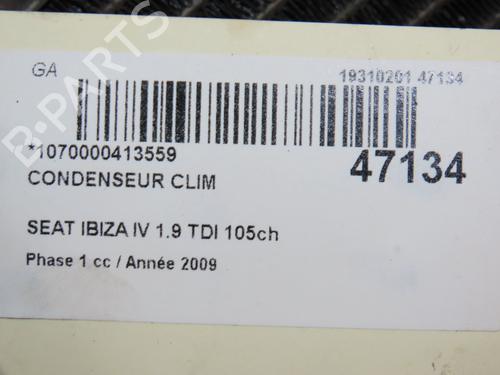 GA
19310201 47134
*1070000413559
47134
CONDENSEUR CLIM
SEAT IBIZA IV 1.9 TDI 105ch
Phase 1 cc / Année 2009
B-PARTS